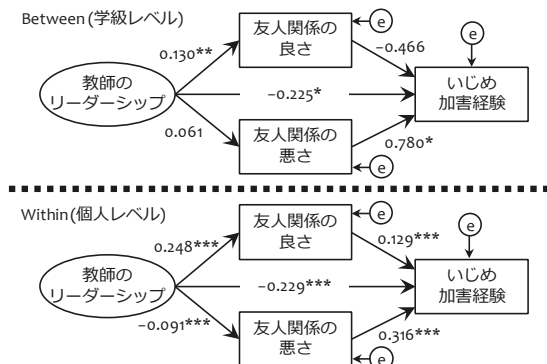 Between(学級レベル)
友人関係の
良さ
e
0.130**
−0.466
e
教師の
リーダーシップ
−0.225*
いじめ
加害経験
0.061
友人関係の
悪さ
0.780*
e
Within(個人レベル)
友人関係の
良さ
e
0.248***
0.129***
e
教師の
リーダーシップ
−0.229***
いじめ
加害経験
−0.091***
友人関係の
悪さ
0.316***
e